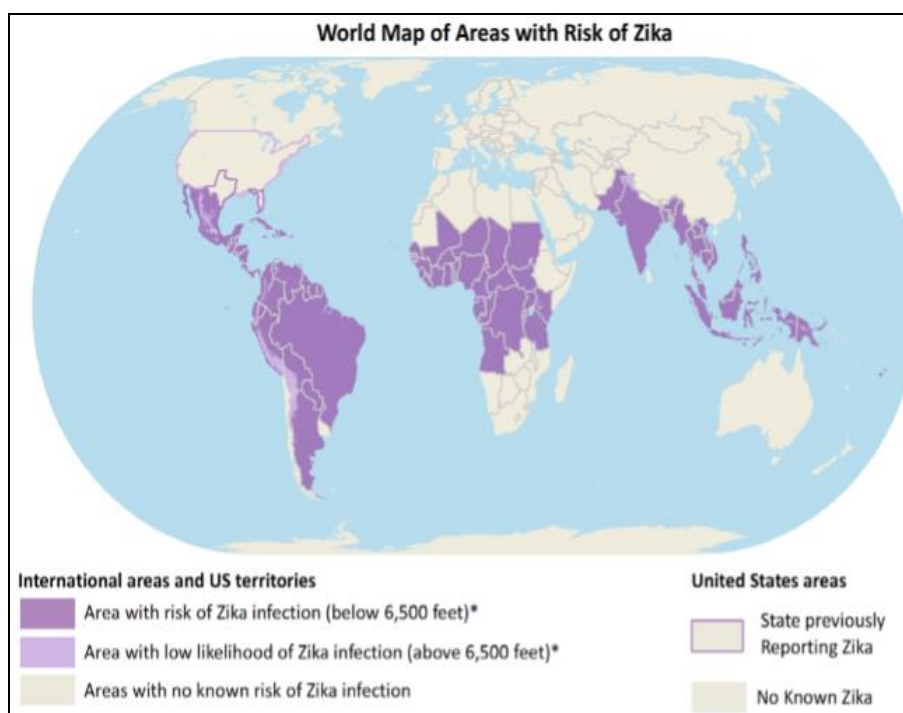 World Map of Areas with Risk of Zika
International areas and US territories
Area with risk of Zika infection (below 6,500 feet)*
Area with low likelihood of Zika infection (above 6,500 feet)*
Areas with no known risk of Zika infection
United States areas
State previously
Reporting Zika
No Known Zika